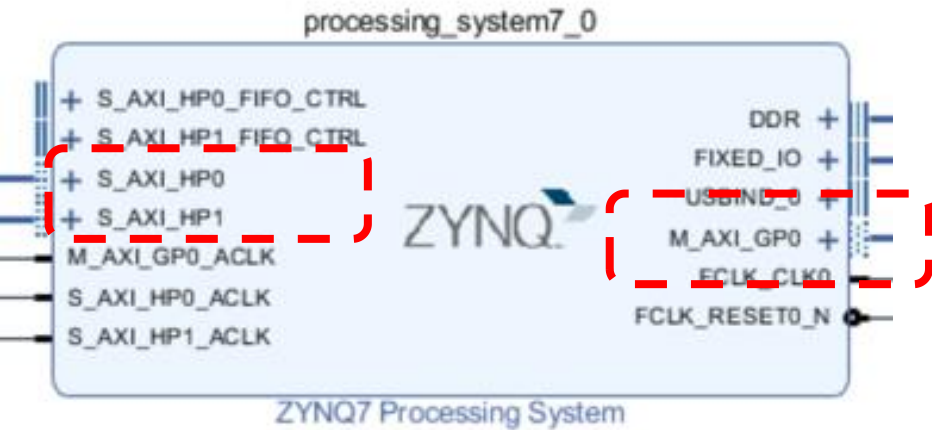 processing_system7_0
S_AXI_HP0_FIFO_CTRL
S_AXI_HP1_FIFO_CTRL
S_AXI_HP0
S_AXI_HP1
M_AXI_GP0_ACLK
S_AXI_HP0_ACLK
S_AXI_HP1_ACLK
ZYNQ
DDR
FIXED_IO
USBIND_0
M_AXI_GP0
FCLK_CLK0
FCLK_RESET0_N
ZYNQ7 Processing System